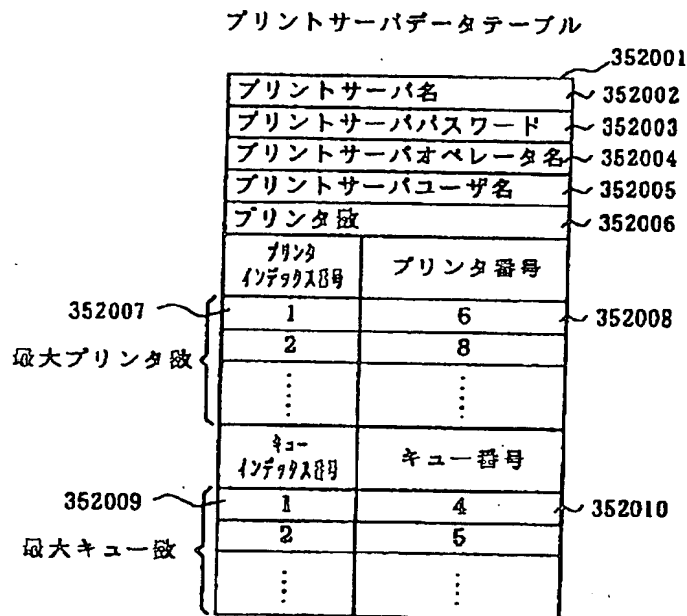 プリントサーバデータテーブル
352001
プリントサーバ名 352002
プリントサーバパスワード 352003
プリントサーバオペレータ名 352004
プリントサーバユーザ名 352005
プリンタ数 352006
プリンタ
インデックス番号 プリンタ番号
352007 1 6 352008
最大プリンタ数 2 8
キュー
インデックス番号 キュー番号
352009 1 4 352010
最大キュー数 2 5